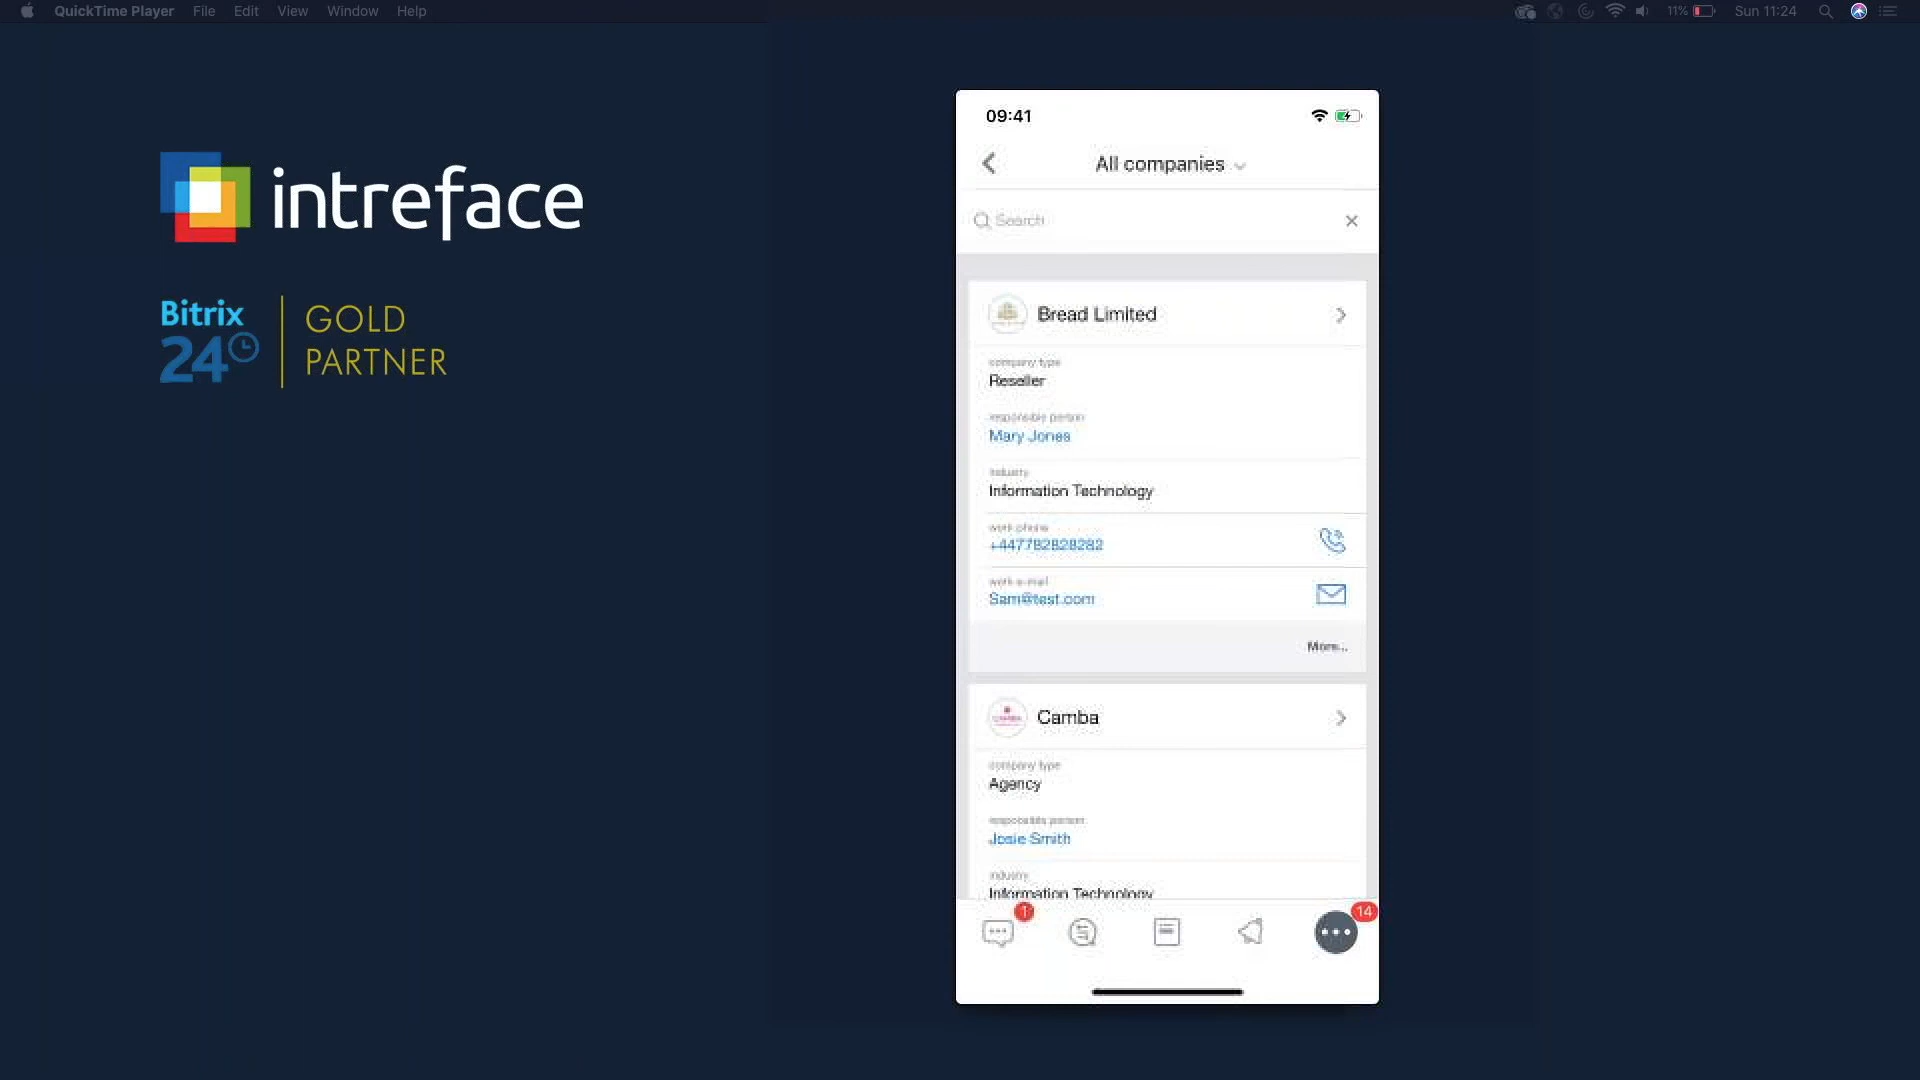 QuickTime Player File Edit View Window Help 11% Sun 11:24
intreface
Bitrix 24
GOLD
PARTNER
09:41
All companies
Search
Bread Limited
company type
Reseller
responsible person
Mary Jones
industry
Information Technology
work phone
+447782828282
work e-mail
Sam@test.com
More...
Camba
company type
Agency
responsible person
Josie Smith
industry
Information Technology
1
14